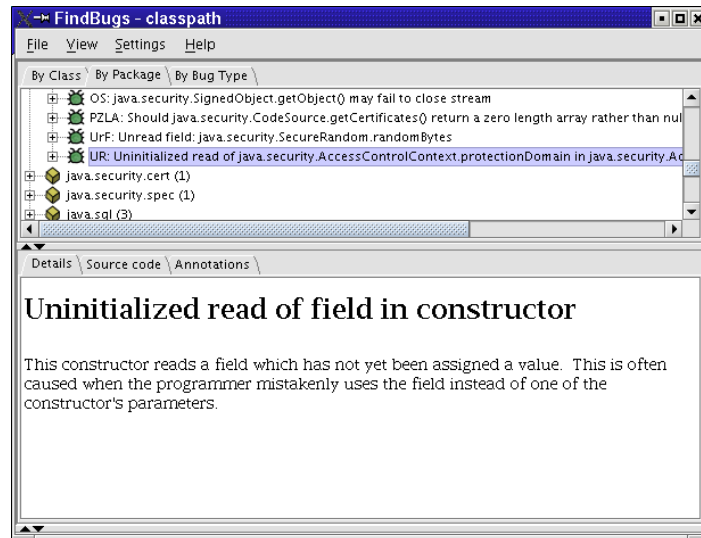 FindBugs - classpath
File View Settings Help
By Class By Package By Bug Type
OS: java.security.SignedObject.getObject() may fail to close stream
PZLA: Should java.security.CodeSource.getCertificates() return a zero length array rather than nul
UrF: Unread field: java.security.SecureRandom.randomBytes
UR: Uninitialized read of java.security.AccessControlContext.protectionDomain in java.security.Ac
java.security.cert (1)
java.security.spec (1)
java.sql (3)
Details Source code Annotations
Uninitialized read of field in constructor
This constructor reads a field which has not yet been assigned a value. This is often
caused when the programmer mistakenly uses the field instead of one of the
constructor's parameters.